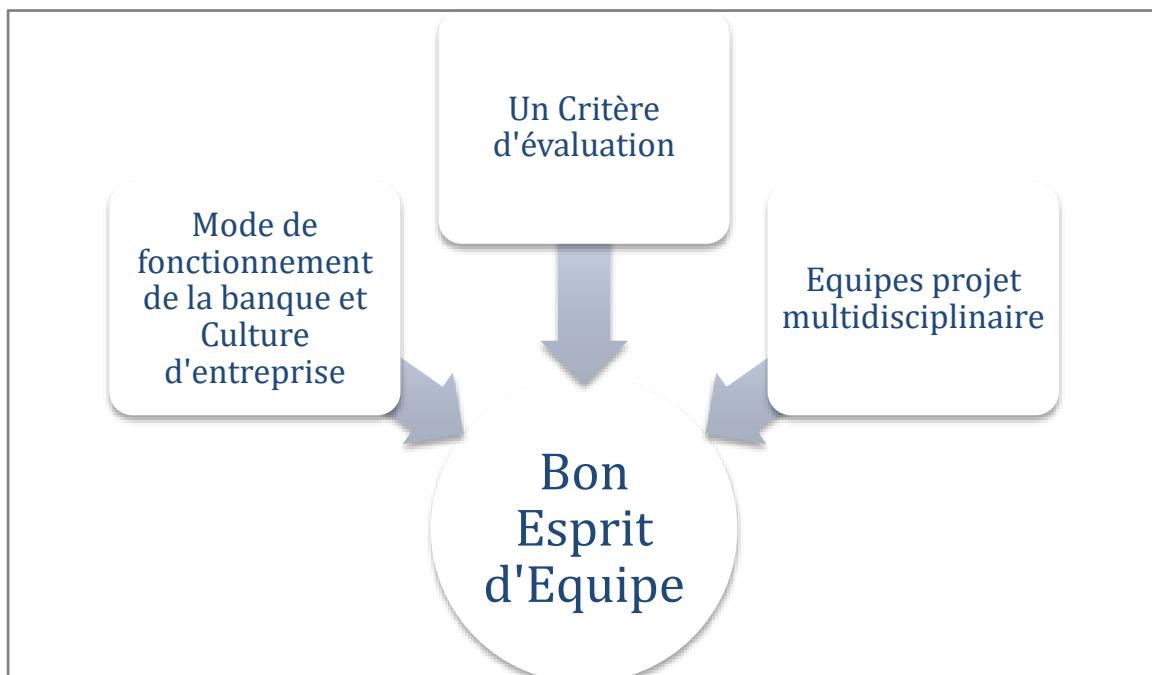 Un Critère
d'évaluation
Mode de
fonctionnement
de la banque et
Culture
d'entreprise
Equipes projet
multidisciplinaire
Bon
Esprit
d'Equipe